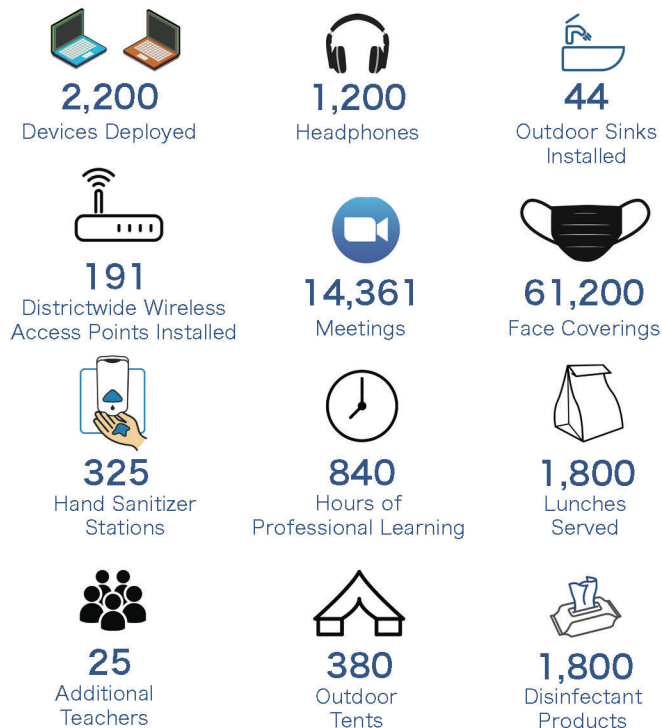 2,200
Devices Deployed
1,200
Headphones
44
Outdoor Sinks
Installed
191
Districtwide Wireless
Access Points Installed
14,361
Meetings
61,200
Face Coverings
325
Hand Sanitizer
Stations
840
Hours of
Professional Learning
1,800
Lunches
Served
25
Additional
Teachers
380
Outdoor
Tents
1,800
Disinfectant
Products